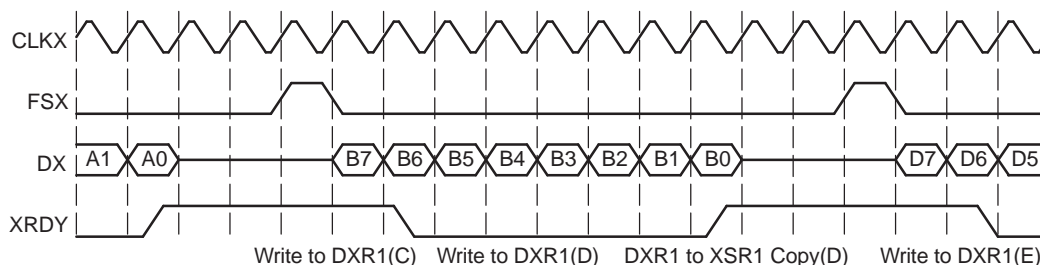 CLKX
FSX
DX A1 A0 B7 B6 B5 B4 B3 B2 B1 B0 D7 D6 D5
XRDY
Write to DXR1(C) Write to DXR1(D) DXR1 to XSR1 Copy(D) Write to DXR1(E)